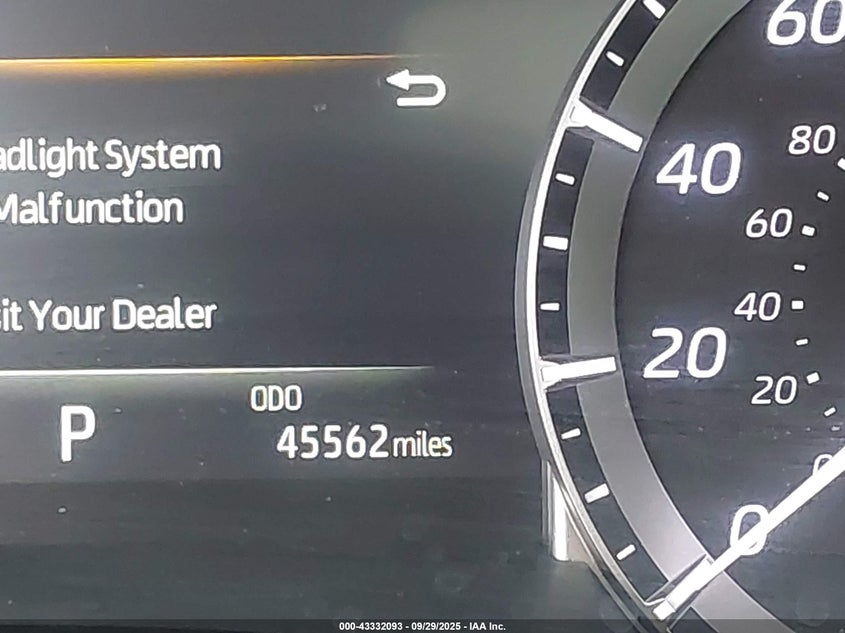 adlight System
Malfunction
it Your Dealer
P
ODO
45562 miles
60
40
20
0
80
60
40
20
000-43332093 - 09/29/2025 - IAA Inc.